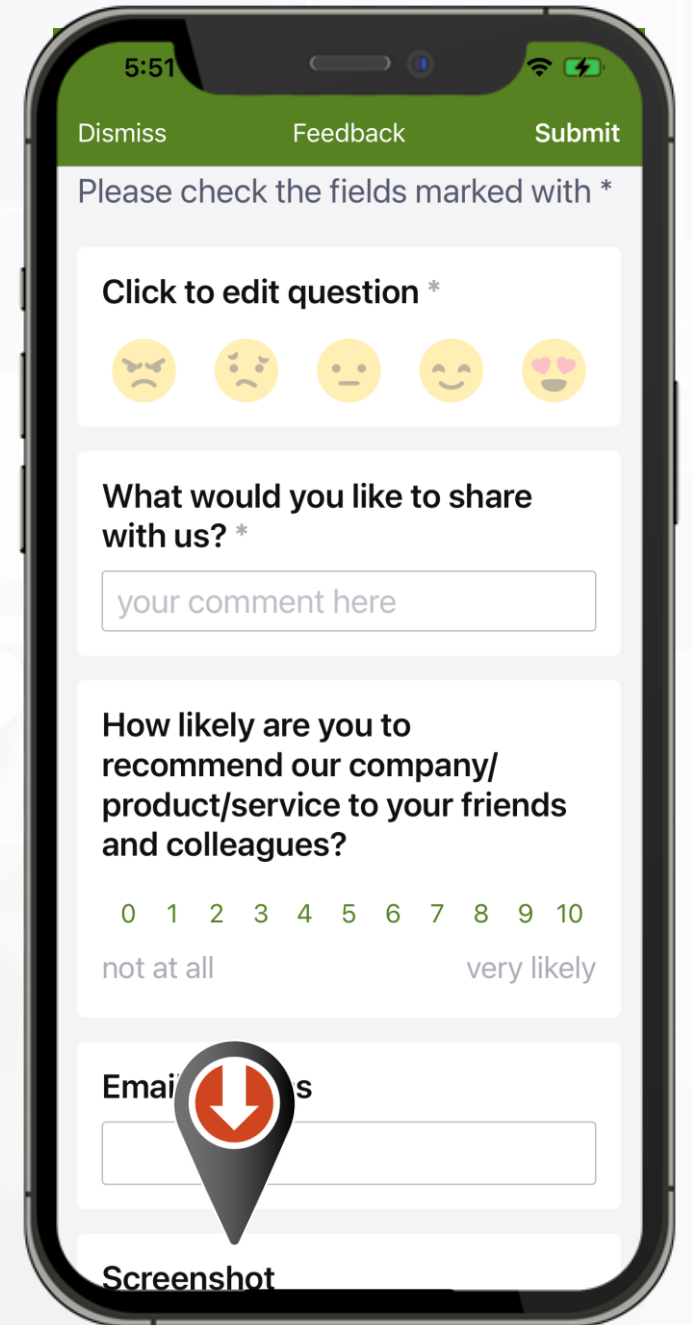 5:51
Dismiss Feedback Submit
Please check the fields marked with *
Click to edit question *
What would you like to share
with us? *
your comment here
How likely are you to
recommend our company/
product/service to your friends
and colleagues?
0 1 2 3 4 5 6 7 8 9 10
not at all very likely
Screenshot